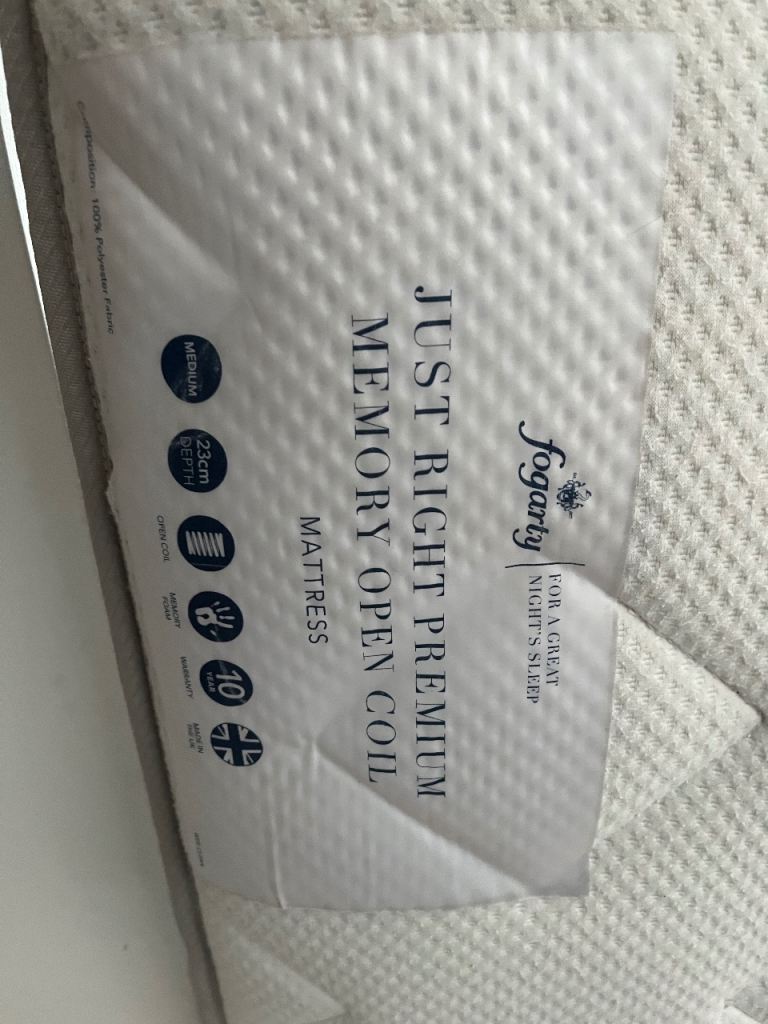 fogarty
FOR A GREAT
NIGHT'S SLEEP
JUST RIGHT PREMIUM
MEMORY OPEN COIL
MATTRESS
MEDIUM
23cm
DEPTH
OPEN COIL
MEMORY
FOAM
10
YEAR
WARRANTY
MADE IN
THE UK
Composition: 100% Polyester Fabric